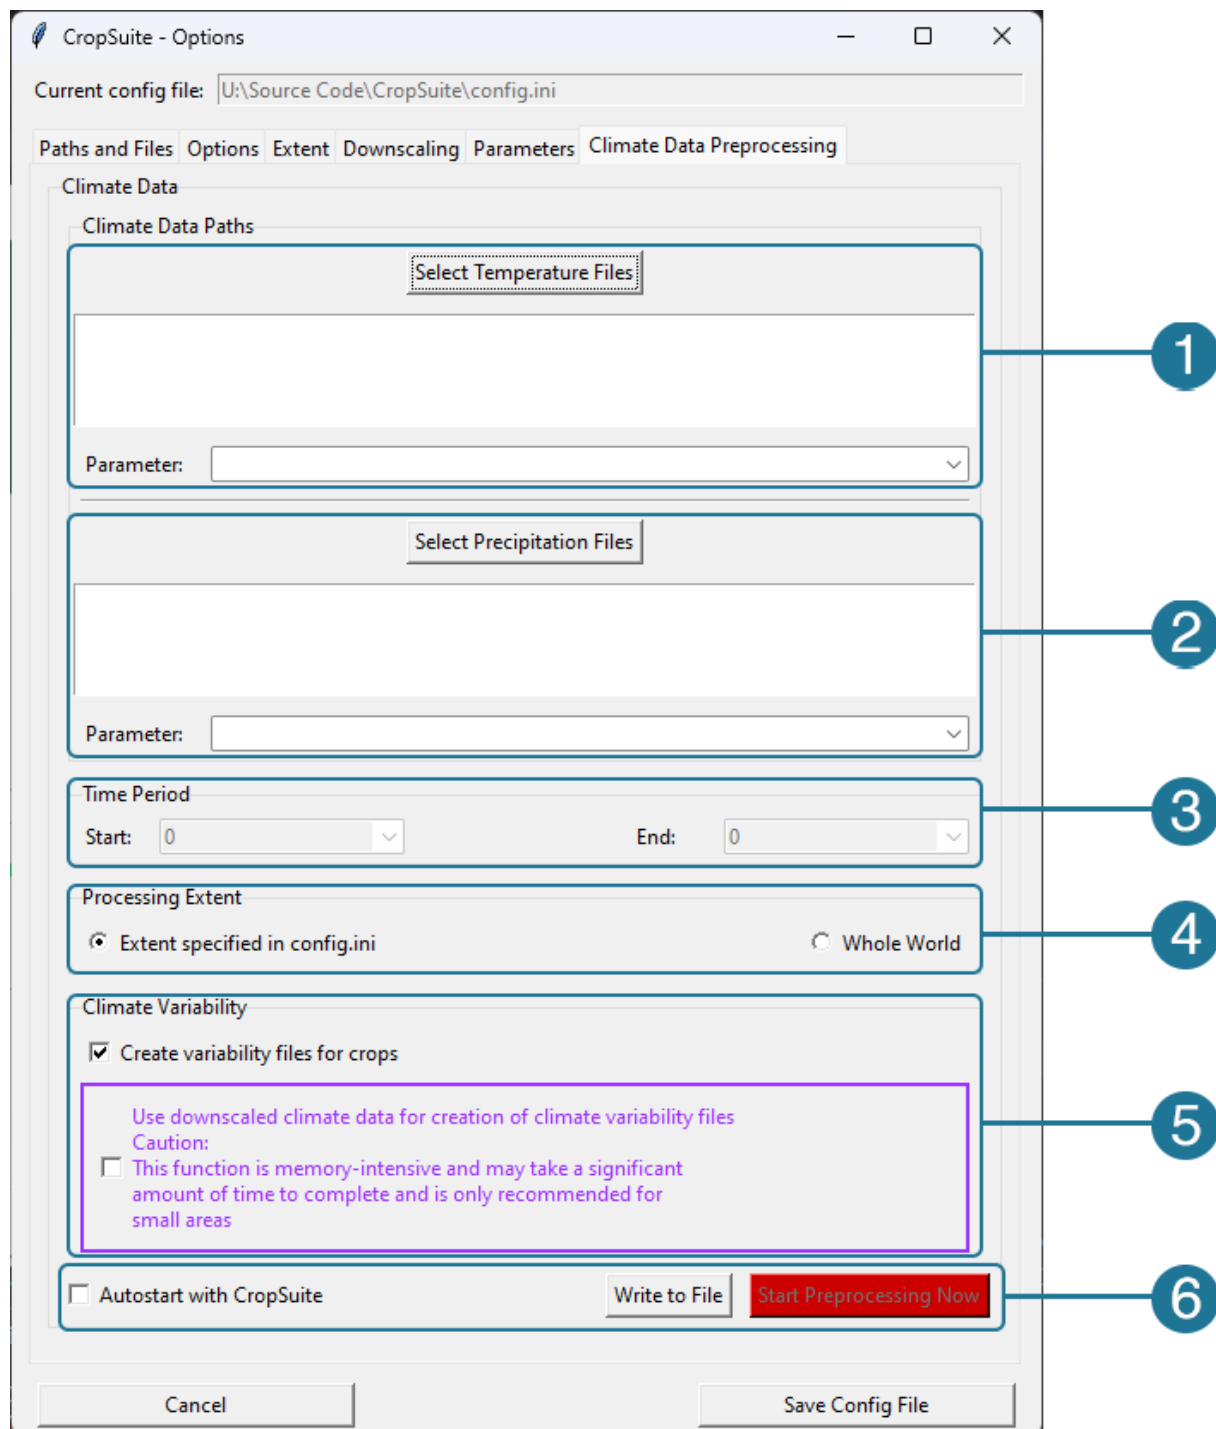 CropSuite - Options
Current config file: U:\Source Code\CropSuite\config.ini
Paths and Files Options Extent Downscaling Parameters Climate Data Preprocessing
Climate Data
Climate Data Paths
Select Temperature Files
1
Parameter:
Select Precipitation Files
2
Parameter:
Time Period
3
Start: 0 End: 0
Processing Extent
Extent specified in config.ini Whole World
4
Climate Variability
Create variability files for crops
Use downscaled climate data for creation of climate variability files
Caution:
5
This function is memory-intensive and may take a significant
amount of time to complete and is only recommended for
small areas
Autostart with CropSuite Write to File Start Preprocessing Now
6
Cancel Save Config File